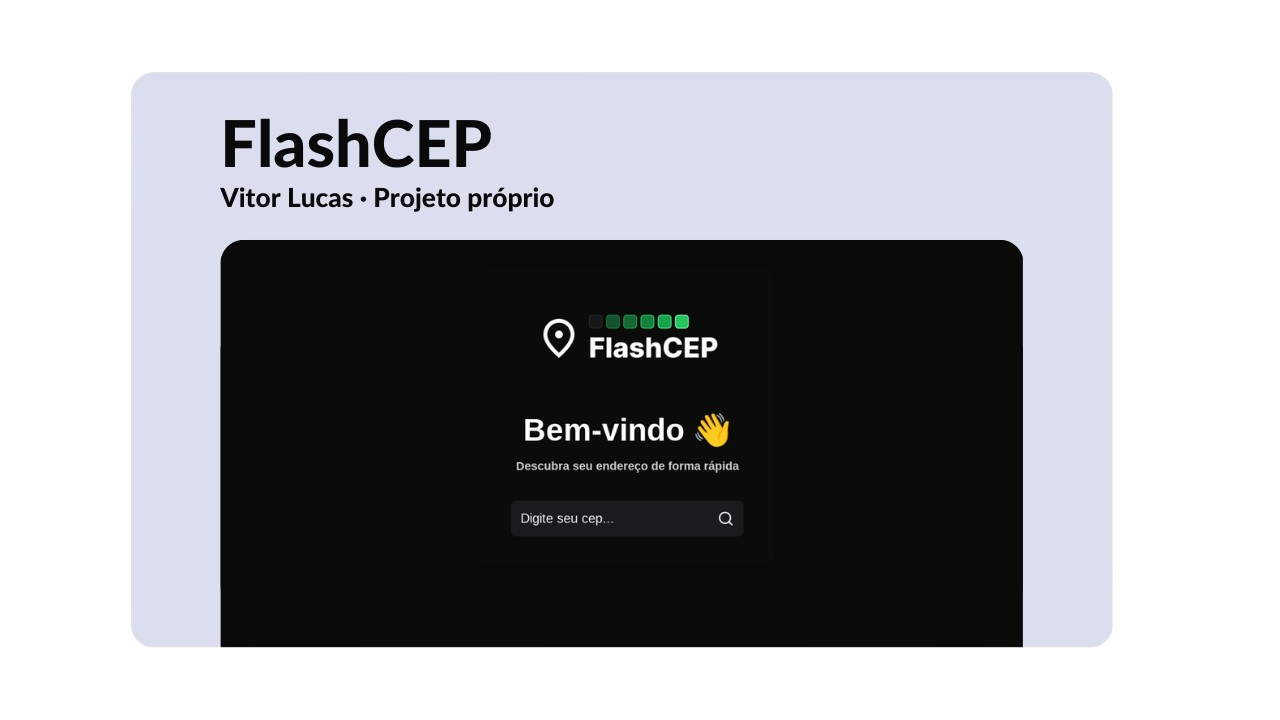 FlashCEP
Vitor Lucas · Projeto próprio
FlashCEP
Bem-vindo 👋
Descubra seu endereço de forma rápida
Digite seu cep...